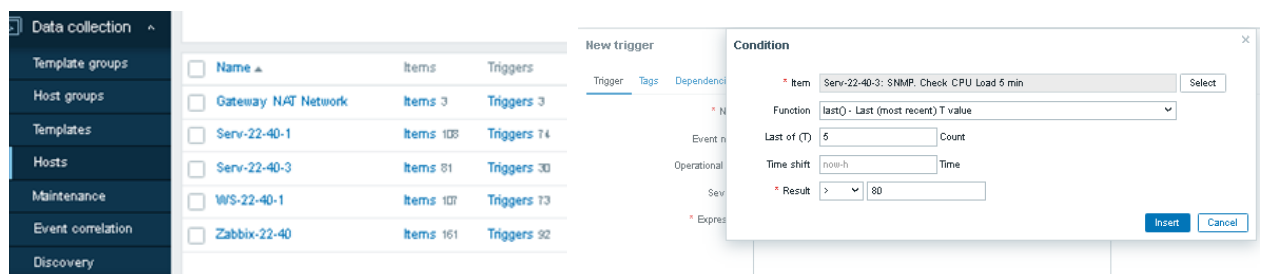 Data collection
Template groups
Host groups
Templates
Hosts
Maintenance
Event correlation
Discovery
Name Items Triggers
Gateway NAT Network Items 3 Triggers 3
Serv-22-40-1 Items 108 Triggers 74
Serv-22-40-3 Items 81 Triggers 30
WS-22-40-1 Items 107 Triggers 73
Zabbix-22-40 Items 161 Triggers 92
New trigger
Trigger Tags Dependenci
* N
Event n
Operational
Sev
* Expres
Condition
* Item Serv-22-40-3: SNMP. Check CPU Load 5 min Select
Function last() - Last (most recent) T value
Last of (T) 5 Count
Time shift now-h Time
* Result > 80
Insert Cancel